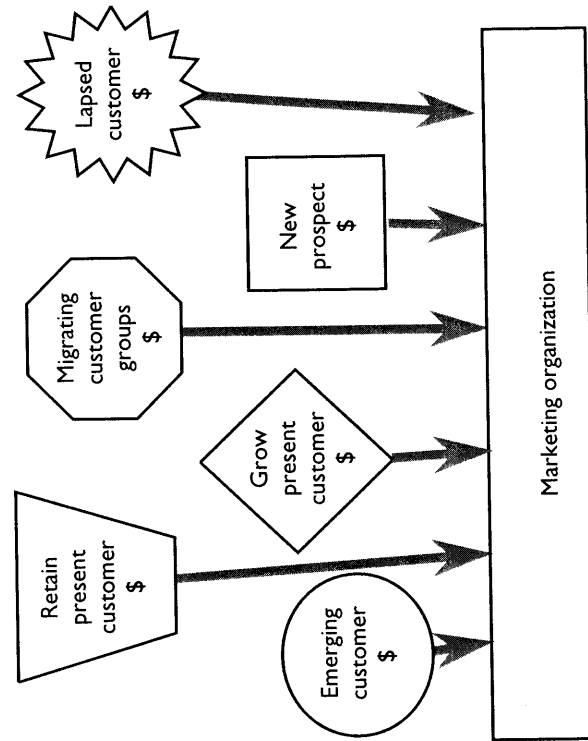 Lapsed
customer
$
New
prospect
$
Migrating
customer
groups
$
Grow
present
customer
$
Retain
present
customer
$
Emerging
customer
$
Marketing organization